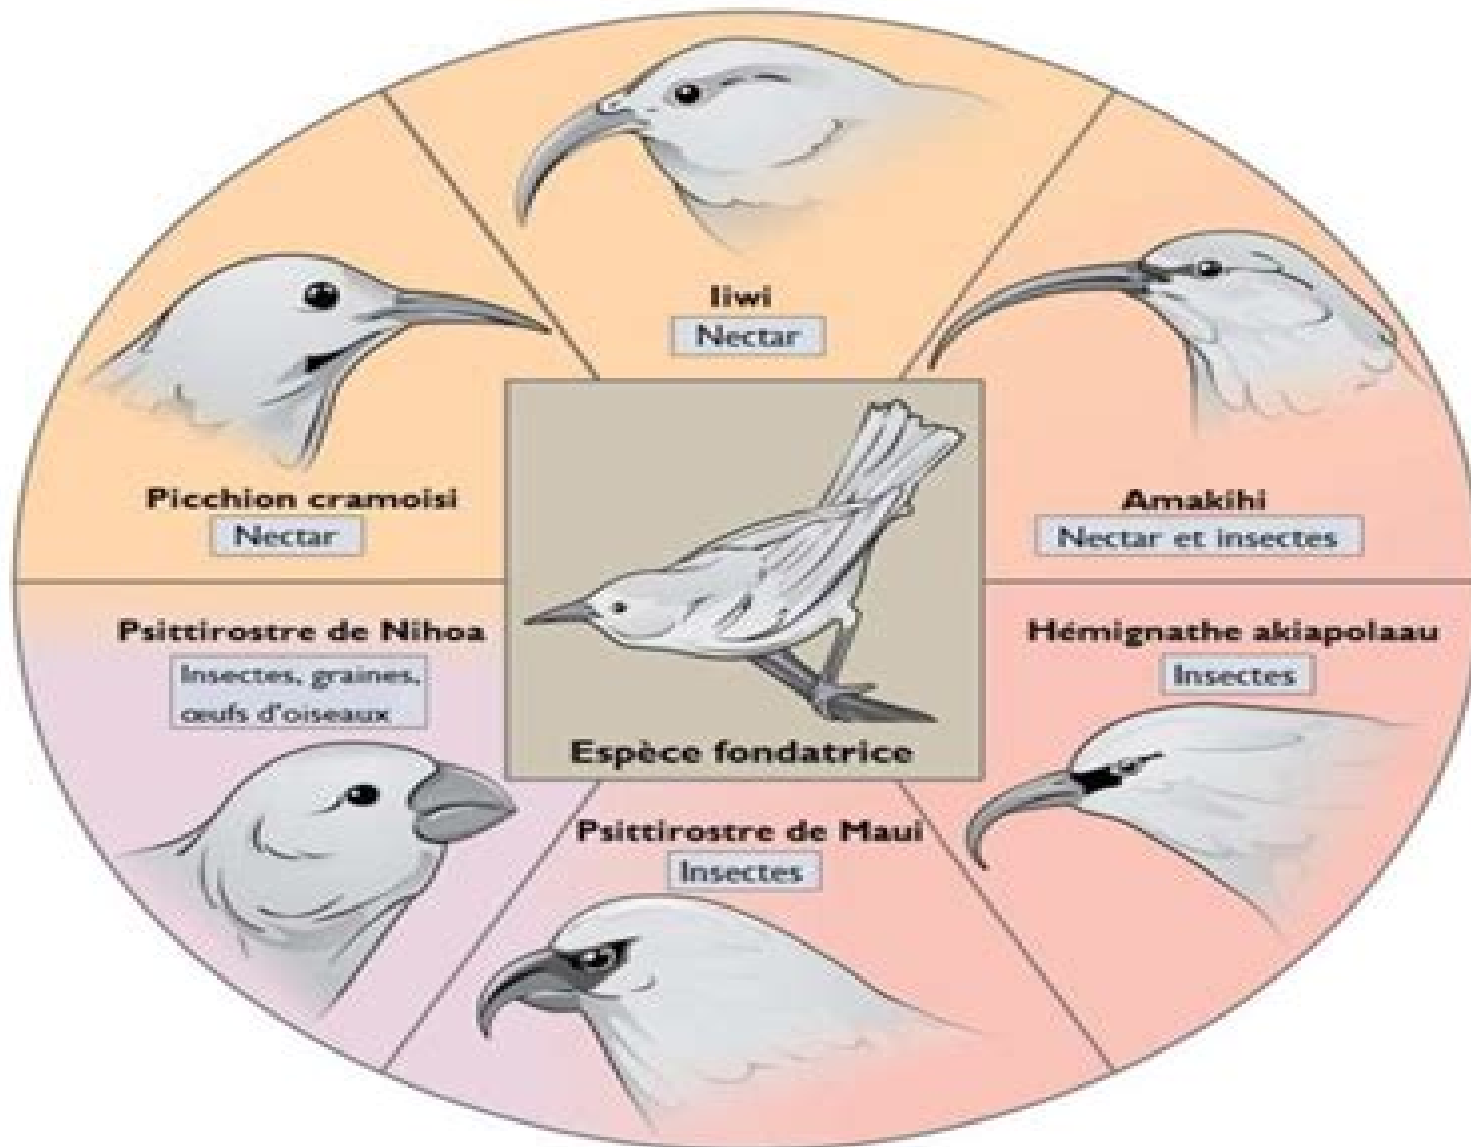 Iiwi
Nectar
Picchion cramoisi
Nectar
Amakihi
Nectar et insectes
Psittirostre de Nihoa
Insectes, graines,
œufs d'oiseaux
Hémignathe akiapolaau
Insectes
Espèce fondatrice
Psittirostre de Maui
Insectes